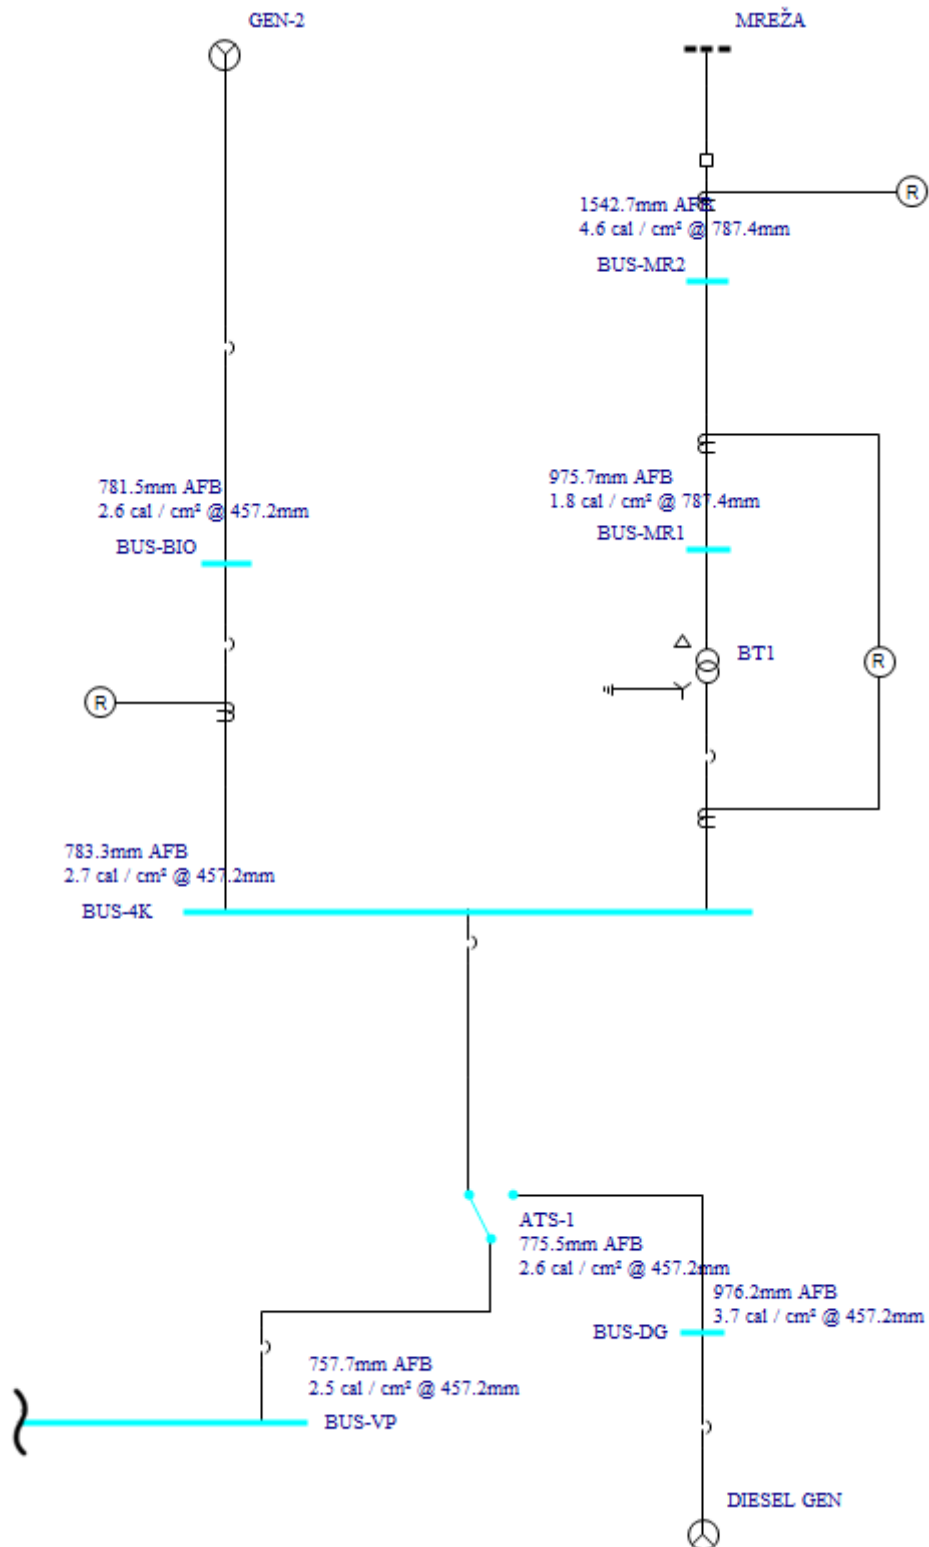 GEN-2
MREŽA
R
1542.7mm AFB
4.6 cal / cm² @ 787.4mm
BUS-MR2
781.5mm AFB
2.6 cal / cm² @ 457.2mm
BUS-BIO
975.7mm AFB
1.8 cal / cm² @ 787.4mm
BUS-MR1
BT1
R
R
783.3mm AFB
2.7 cal / cm² @ 457.2mm
BUS-4K
ATS-1
775.5mm AFB
2.6 cal / cm² @ 457.2mm
976.2mm AFB
3.7 cal / cm² @ 457.2mm
BUS-DG
757.7mm AFB
2.5 cal / cm² @ 457.2mm
BUS-VP
DIESEL GEN